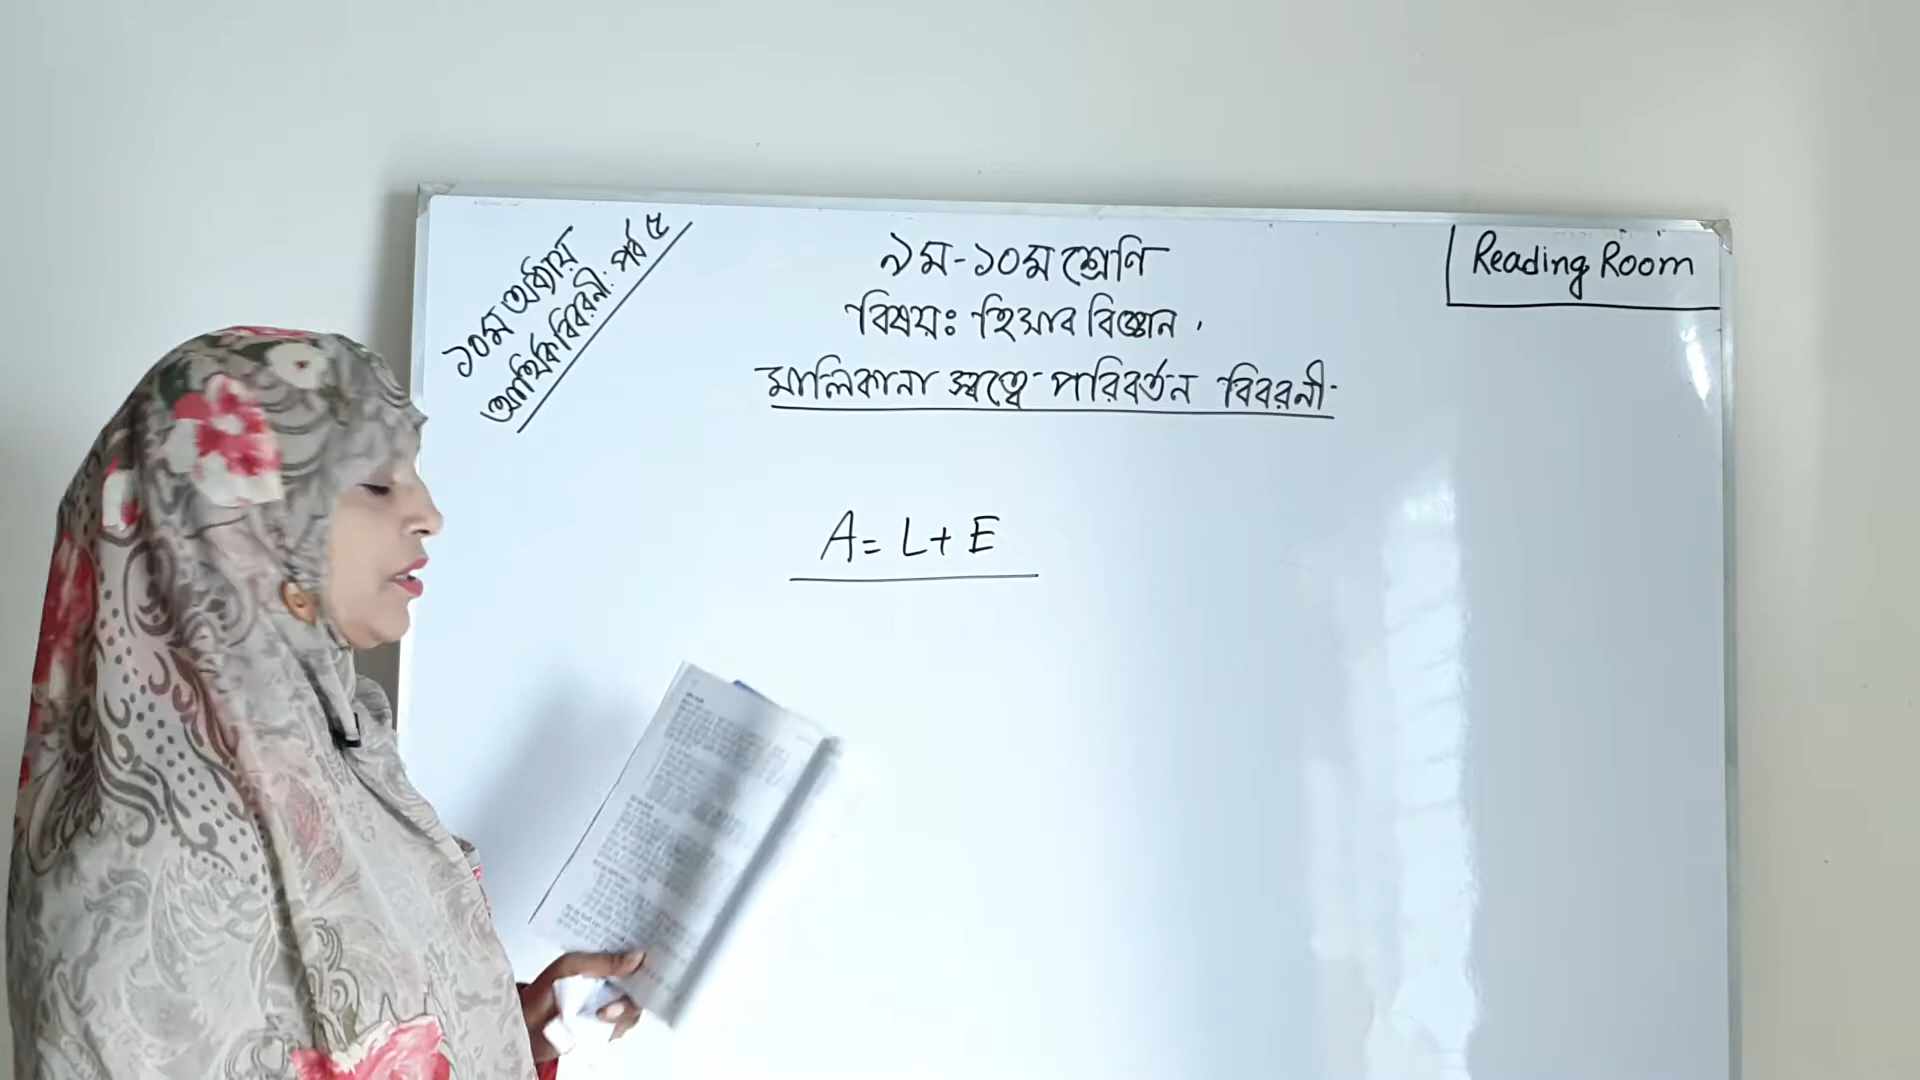 ১০ম অধ্যায়
আর্থিক বিবরনী: পর্ব ৫
৯ম-১০ম শ্রেণি
বিষয়ঃ হিসাব বিজ্ঞান
মালিকানা স্বত্বে পরিবর্তন বিবরনী
Reading Room
A = L + E